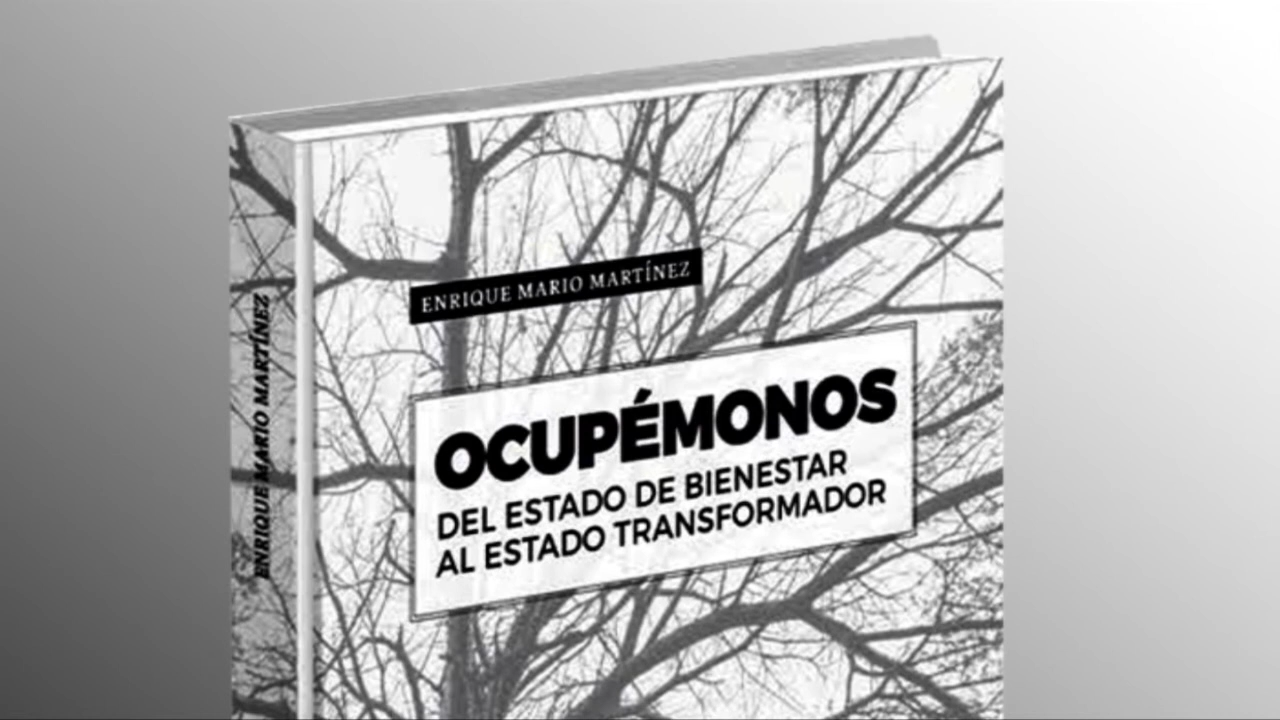 ENRIQUE MARIO MARTÍNEZ
ENRIQUE MARIO MARTÍNEZ
OCUPÉMONOS
DEL ESTADO DE BIENESTAR
AL ESTADO TRANSFORMADOR